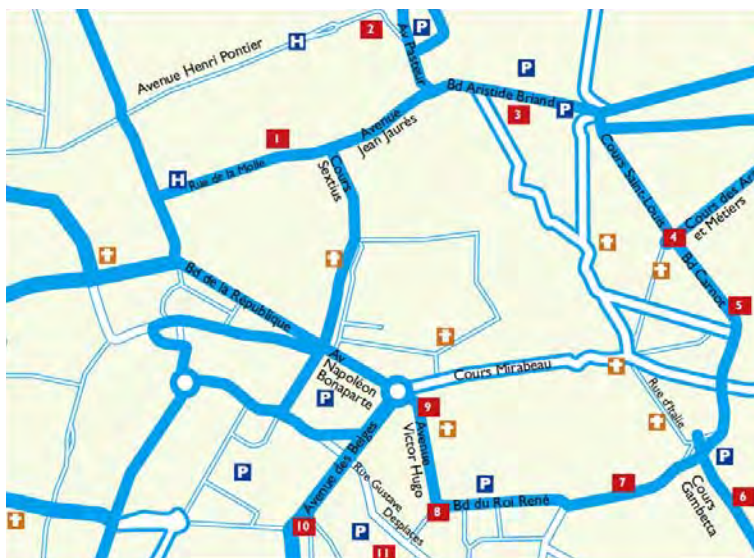 2
P
Av Pasteur
H
Avenue Henri Pontier
P
Bd Aristide Briand
P
3
1
Avenue
Jean Jaurès
H
Rue de la Molle
Cours
Sextius
Cours Saint-Louis
Cours des Ar
et Métiers
4
Bd Carnot
5
Bd de la République
Av
Napoléon
Bonaparte
Cours Mirabeau
P
9
Rue d'Italie
Avenue
Victor Hugo
Avenue des Belges
P
Rue Gustave
Desplaces
P
P
7
8
Bd du Roi René
Cours
Gambetta
6
10
P
11